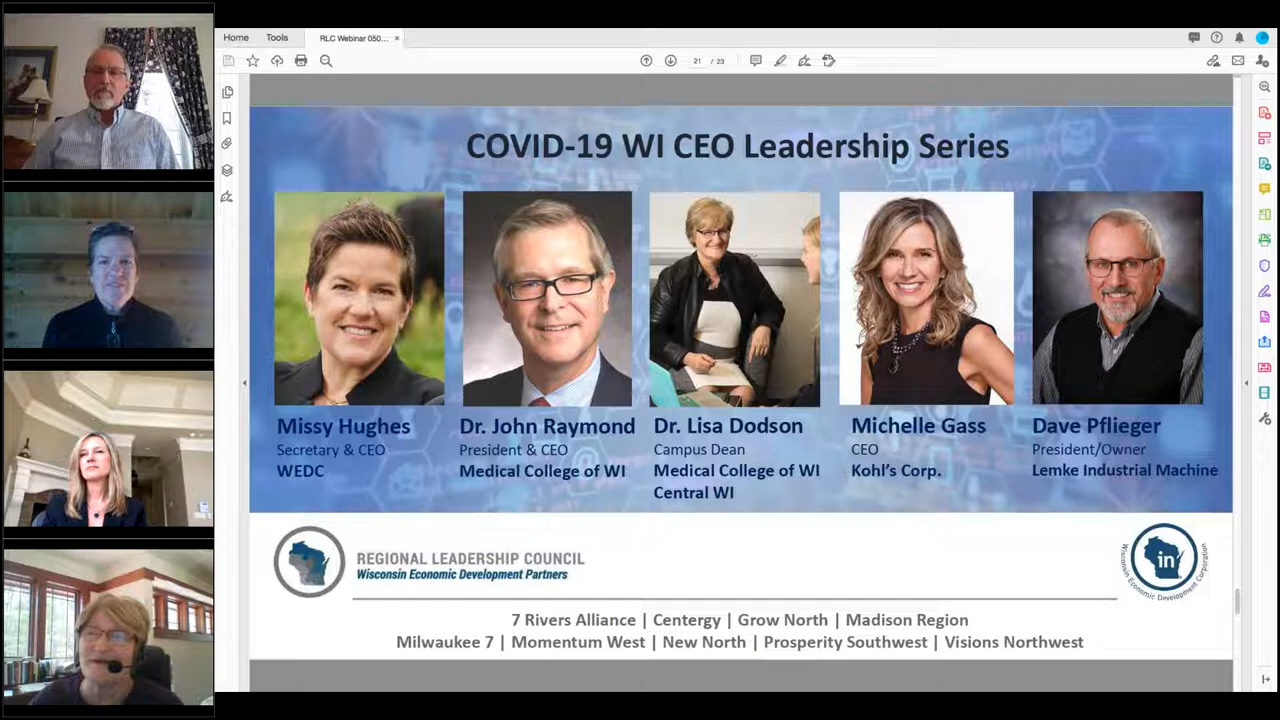 Home Tools RLC Webinar 050... ×
21 / 23
COVID-19 WI CEO Leadership Series
Missy Hughes
Secretary & CEO
WEDC
Dr. John Raymond
President & CEO
Medical College of WI
Dr. Lisa Dodson
Campus Dean
Medical College of WI
Central WI
Michelle Gass
CEO
Kohl's Corp.
Dave Pflieger
President/Owner
Lemke Industrial Machine
REGIONAL LEADERSHIP COUNCIL
Wisconsin Economic Development Partners
in
Wisconsin Economic Development Corporation
7 Rivers Alliance | Centergy | Grow North | Madison Region
Milwaukee 7 | Momentum West | New North | Prosperity Southwest | Visions Northwest